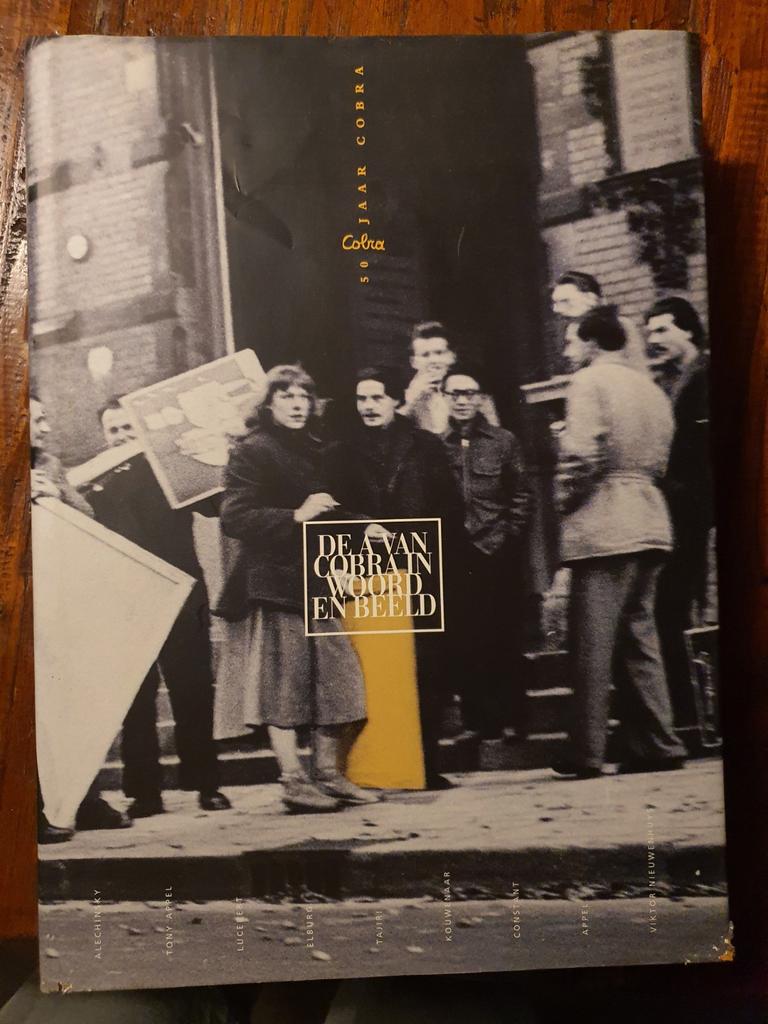 50 JAAR COBRA
Cobra
DE A VAN
COBRA IN
WOORD
EN BEELD
ALECHINSKY
TONY APPEL
LUCEBERT
ELBURG
TAJIRI
KOUWENAAR
CONSTANT
APPEL
VIKTOR NIEUWENHUYS